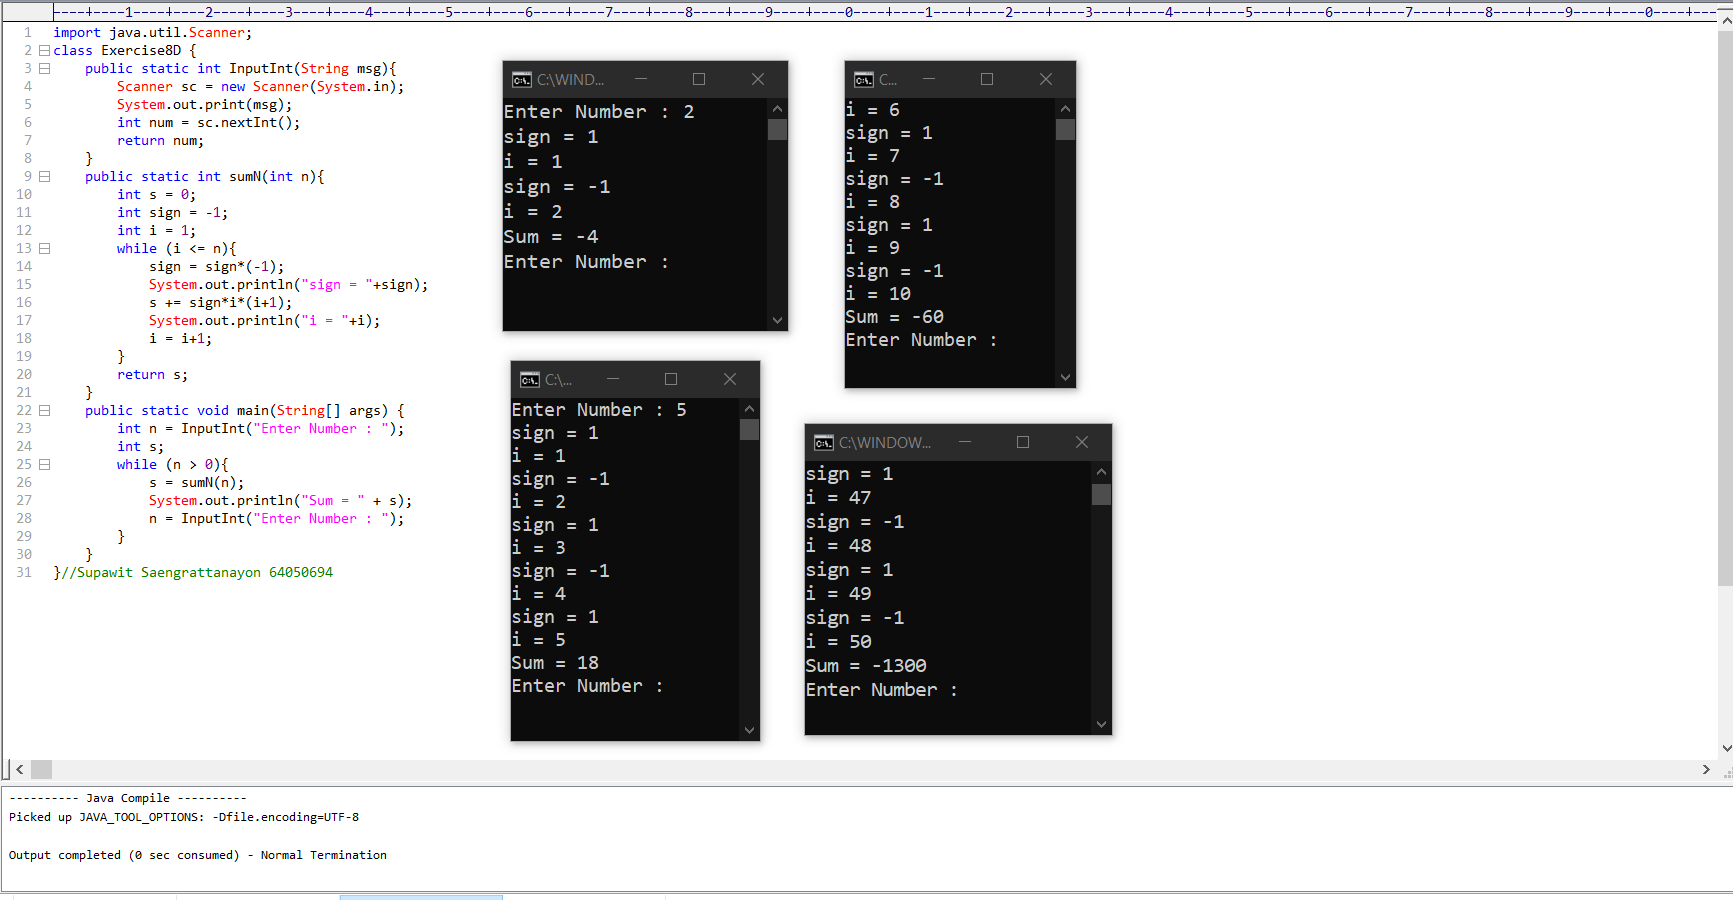 ----+----1----+----2----+----3----+----4----+----5----+----6----+----7----+----8----+----9----+----0----+----1----+----2----+----3----+----4----+----5----+----6----+----7----+----8----+----9----+----0----+---
1 import java.util.Scanner;
2 class Exercise8D {
3 public static int InputInt(String msg){
4 Scanner sc = new Scanner(System.in);
5 System.out.print(msg);
6 int num = sc.nextInt();
7 return num;
8 }
9 public static int sumN(int n){
10 int s = 0;
11 int sign = -1;
12 int i = 1;
13 while (i <= n){
14 sign = sign*(-1);
15 System.out.println("sign = "+sign);
16 s += sign*i*(i+1);
17 System.out.println("i = "+i);
18 i = i+1;
19 }
20 return s;
21 }
22 public static void main(String[] args) {
23 int n = InputInt("Enter Number : ");
24 int s;
25 while (n > 0){
26 s = sumN(n);
27 System.out.println("Sum = " + s);
28 n = InputInt("Enter Number : ");
29 }
30 }
31 }//Supawit Saengrattanayon 64050694
C:\WIND...
Enter Number : 2
sign = 1
i = 1
sign = -1
i = 2
Sum = -4
Enter Number :
C:\...
Enter Number : 5
sign = 1
i = 1
sign = -1
i = 2
sign = 1
i = 3
sign = -1
i = 4
sign = 1
i = 5
Sum = 18
Enter Number :
C...
i = 6
sign = 1
i = 7
sign = -1
i = 8
sign = 1
i = 9
sign = -1
i = 10
Sum = -60
Enter Number :
C:\WINDOW...
sign = 1
i = 47
sign = -1
i = 48
sign = 1
i = 49
sign = -1
i = 50
Sum = -1300
Enter Number :
---------- Java Compile ----------
Picked up JAVA_TOOL_OPTIONS: -Dfile.encoding=UTF-8
Output completed (0 sec consumed) - Normal Termination